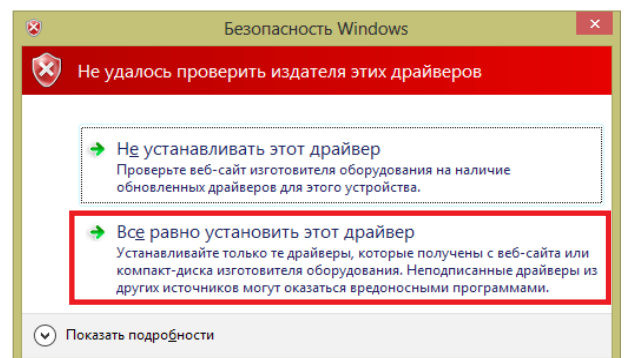 Безопасность Windows
Не удалось проверить издателя этих драйверов
Не устанавливать этот драйвер
Проверьте веб-сайт изготовителя оборудования на наличие
обновленных драйверов для этого устройства.
Все равно установить этот драйвер
Устанавливайте только те драйверы, которые получены с веб-сайта или
компакт-диска изготовителя оборудования. Неподписанные драйверы из
других источников могут оказаться вредоносными программами.
Показать подробности